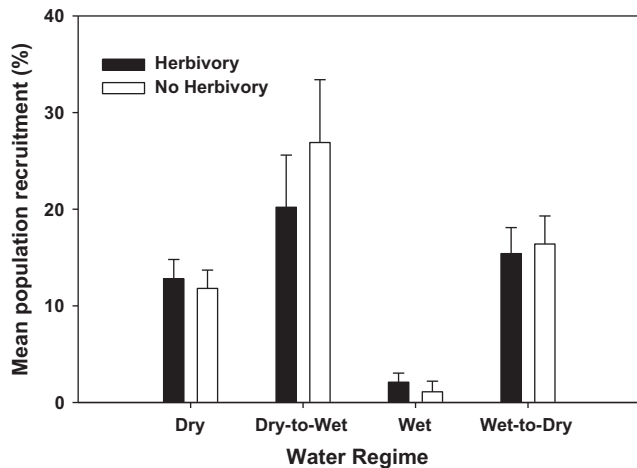 40
30
20
10
0
Mean population recruitment (%)
Herbivory
No Herbivory
Dry Dry-to-Wet Wet Wet-to-Dry
Water Regime